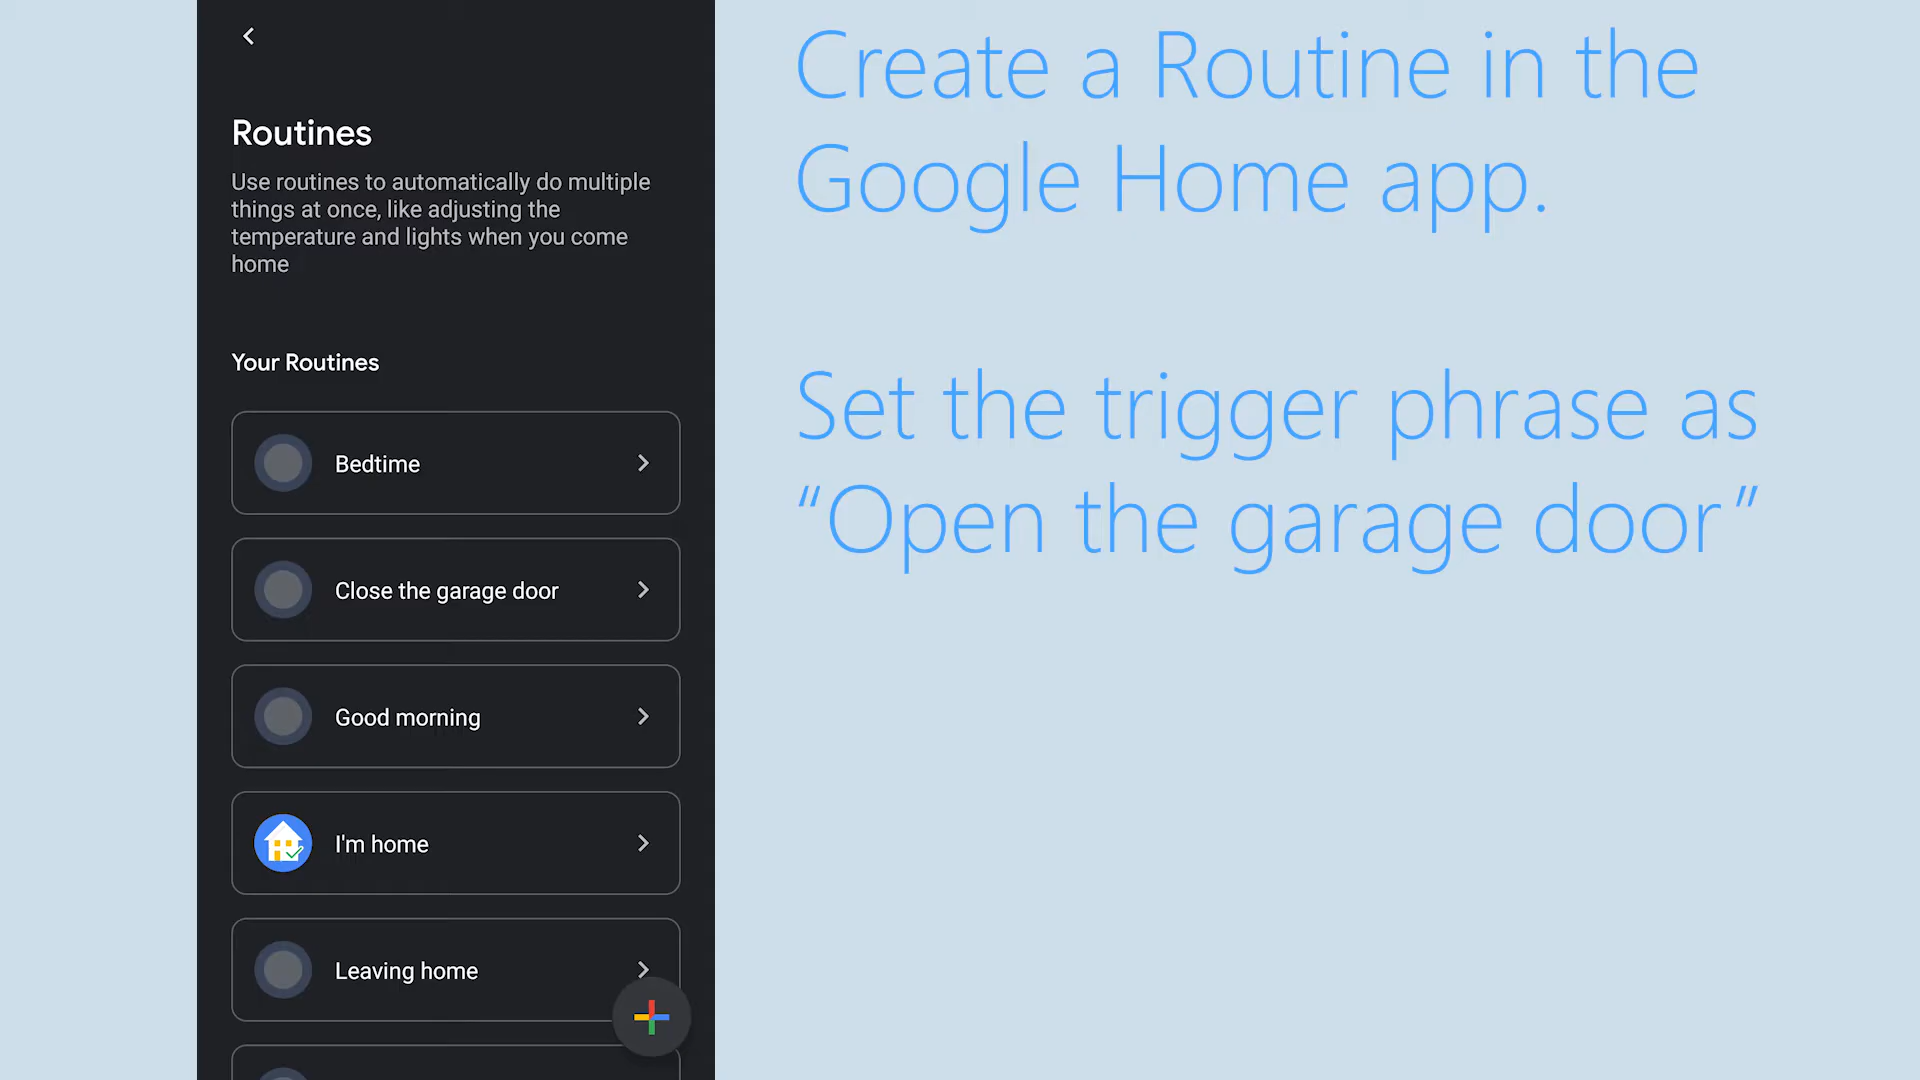 Routines
Use routines to automatically do multiple
things at once, like adjusting the
temperature and lights when you come
home
Your Routines
Bedtime
Close the garage door
Good morning
I'm home
Leaving home
Create a Routine in the
Google Home app.
Set the trigger phrase as
“Open the garage door”